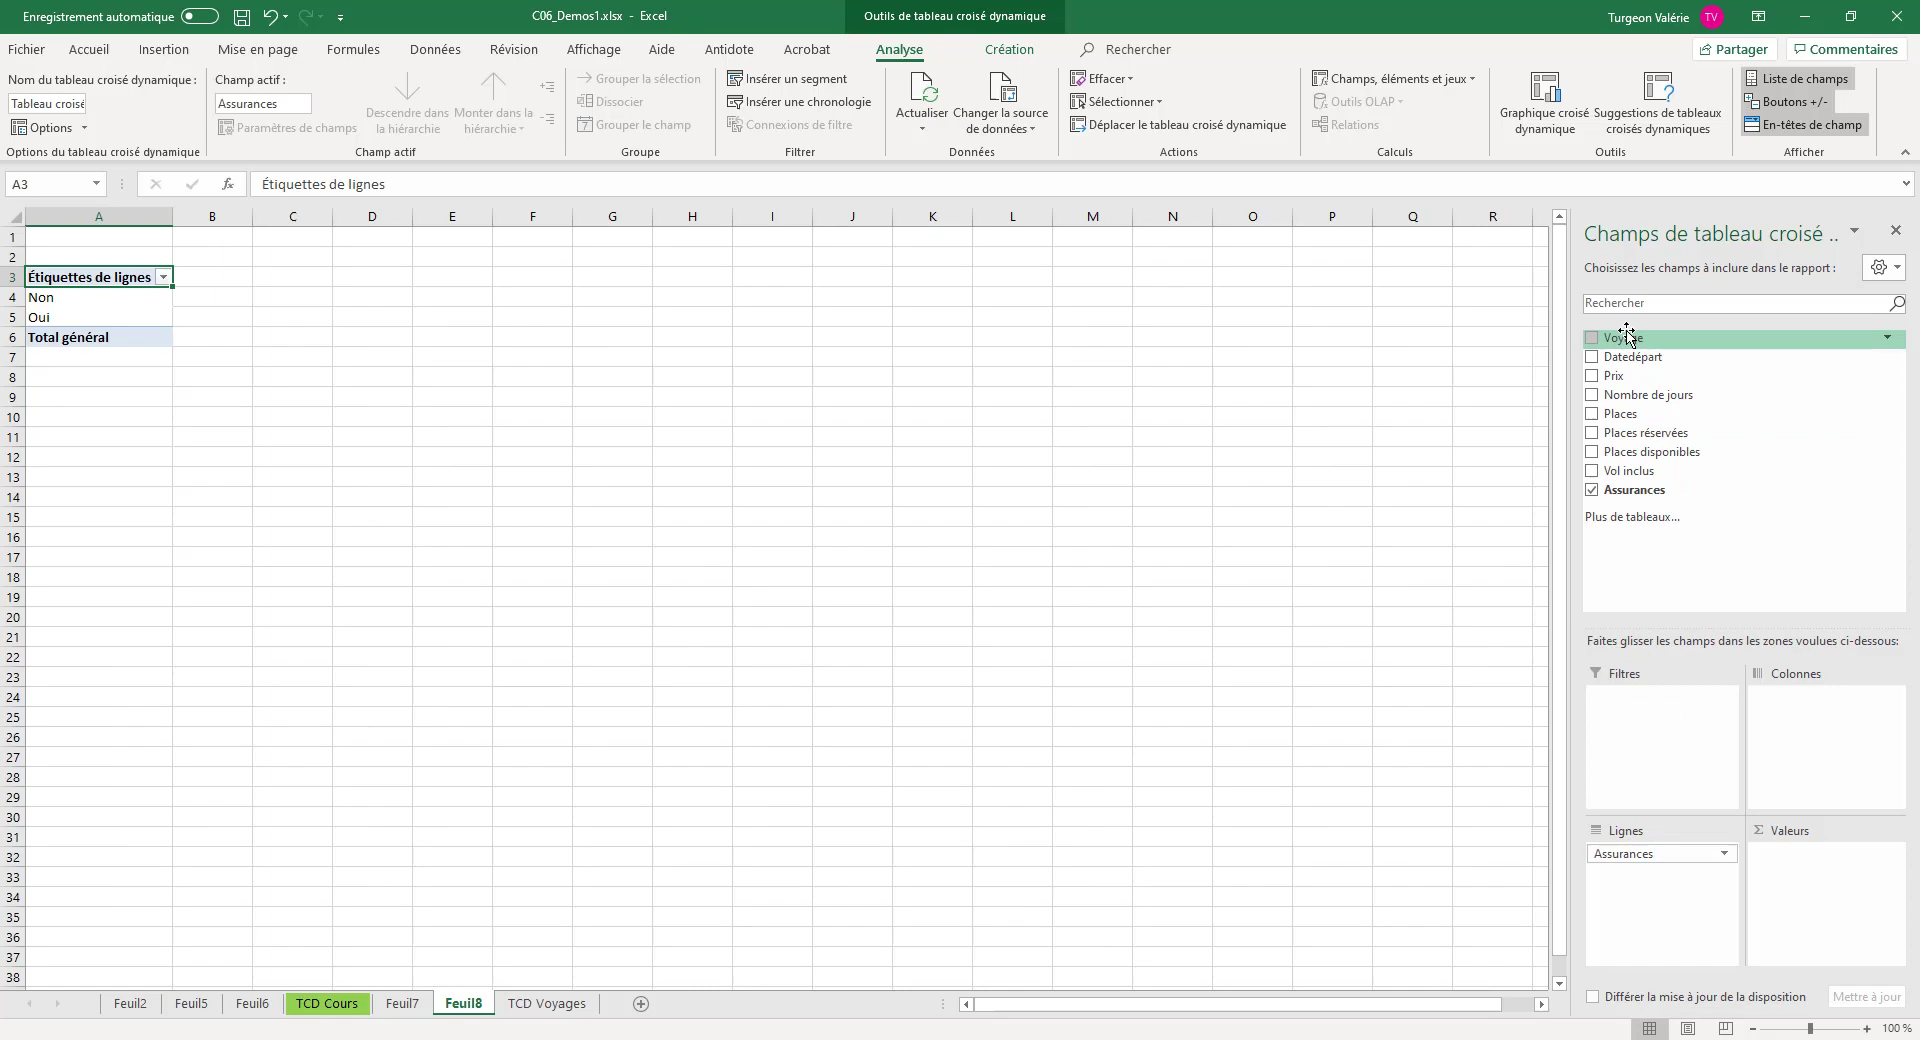 Enregistrement automatique
C06_Demos1.xlsx - Excel
Outils de tableau croisé dynamique
Turgeon Valérie TV
Fichier Accueil Insertion Mise en page Formules Données Révision Affichage Aide Antidote Acrobat Analyse Création Rechercher Partager Commentaires
Nom du tableau croisé dynamique :
Tableau croisé
Options
Options du tableau croisé dynamique
Champ actif :
Assurances
Paramètres de champs
Descendre dans la hiérarchie
Monter dans la hiérarchie
Champ actif
Grouper la sélection
Dissocier
Grouper le champ
Groupe
Insérer un segment
Insérer une chronologie
Connexions de filtre
Filtrer
Actualiser
Changer la source de données
Données
Effacer
Sélectionner
Déplacer le tableau croisé dynamique
Actions
Champs, éléments et jeux
Outils OLAP
Relations
Calculs
Graphique croisé dynamique
Suggestions de tableaux croisés dynamiques
Outils
Liste de champs
Boutons +/-
En-têtes de champ
Afficher
A3 fx Étiquettes de lignes
A B C D E F G H I J K L M N O P Q R
1
2
3 Étiquettes de lignes
4 Non
5 Oui
6 Total général
7
8
9
10
11
12
13
14
15
16
17
18
19
20
21
22
23
24
25
26
27
28
29
30
31
32
33
34
35
36
37
38
Champs de tableau croisé ..
Choisissez les champs à inclure dans le rapport :
Rechercher
Voyage
Datedépart
Prix
Nombre de jours
Places
Places réservées
Places disponibles
Vol inclus
Assurances
Plus de tableaux...
Faites glisser les champs dans les zones voulues ci-dessous:
Filtres
Colonnes
Lignes
Σ Valeurs
Assurances
Différer la mise à jour de la disposition
Mettre à jour
Feuil2 Feuil5 Feuil6 TCD Cours Feuil7 Feuil8 TCD Voyages
100 %